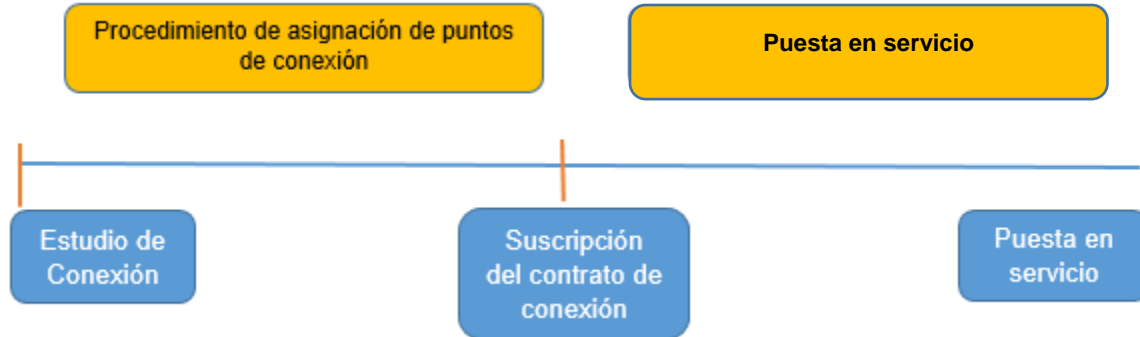 Procedimiento de asignación de puntos
de conexión
Puesta en servicio
Estudio de
Conexión
Suscripción
del contrato de
conexión
Puesta en
servicio